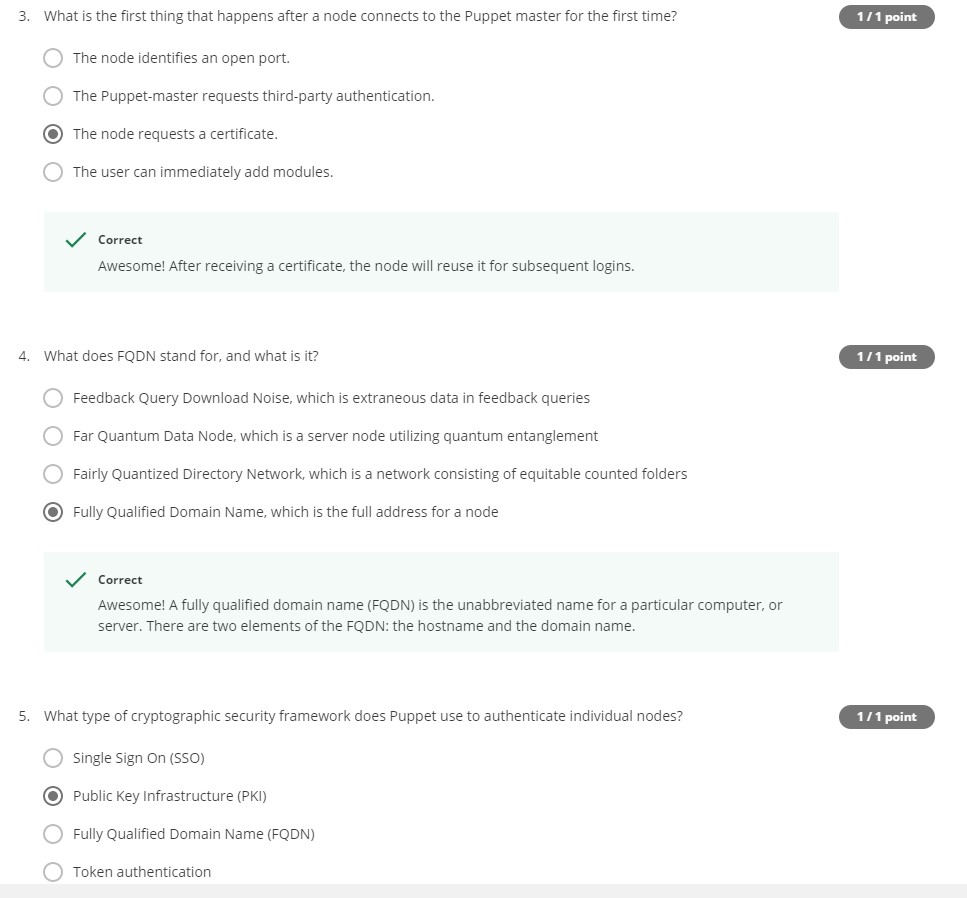 3. What is the first thing that happens after a node connects to the Puppet master for the first time?
1 / 1 point
The node identifies an open port.
The Puppet-master requests third-party authentication.
The node requests a certificate.
The user can immediately add modules.
Correct
Awesome! After receiving a certificate, the node will reuse it for subsequent logins.
4. What does FQDN stand for, and what is it?
1 / 1 point
Feedback Query Download Noise, which is extraneous data in feedback queries
Far Quantum Data Node, which is a server node utilizing quantum entanglement
Fairly Quantized Directory Network, which is a network consisting of equitable counted folders
Fully Qualified Domain Name, which is the full address for a node
Correct
Awesome! A fully qualified domain name (FQDN) is the unabbreviated name for a particular computer, or
server. There are two elements of the FQDN: the hostname and the domain name.
5. What type of cryptographic security framework does Puppet use to authenticate individual nodes?
1 / 1 point
Single Sign On (SSO)
Public Key Infrastructure (PKI)
Fully Qualified Domain Name (FQDN)
Token authentication